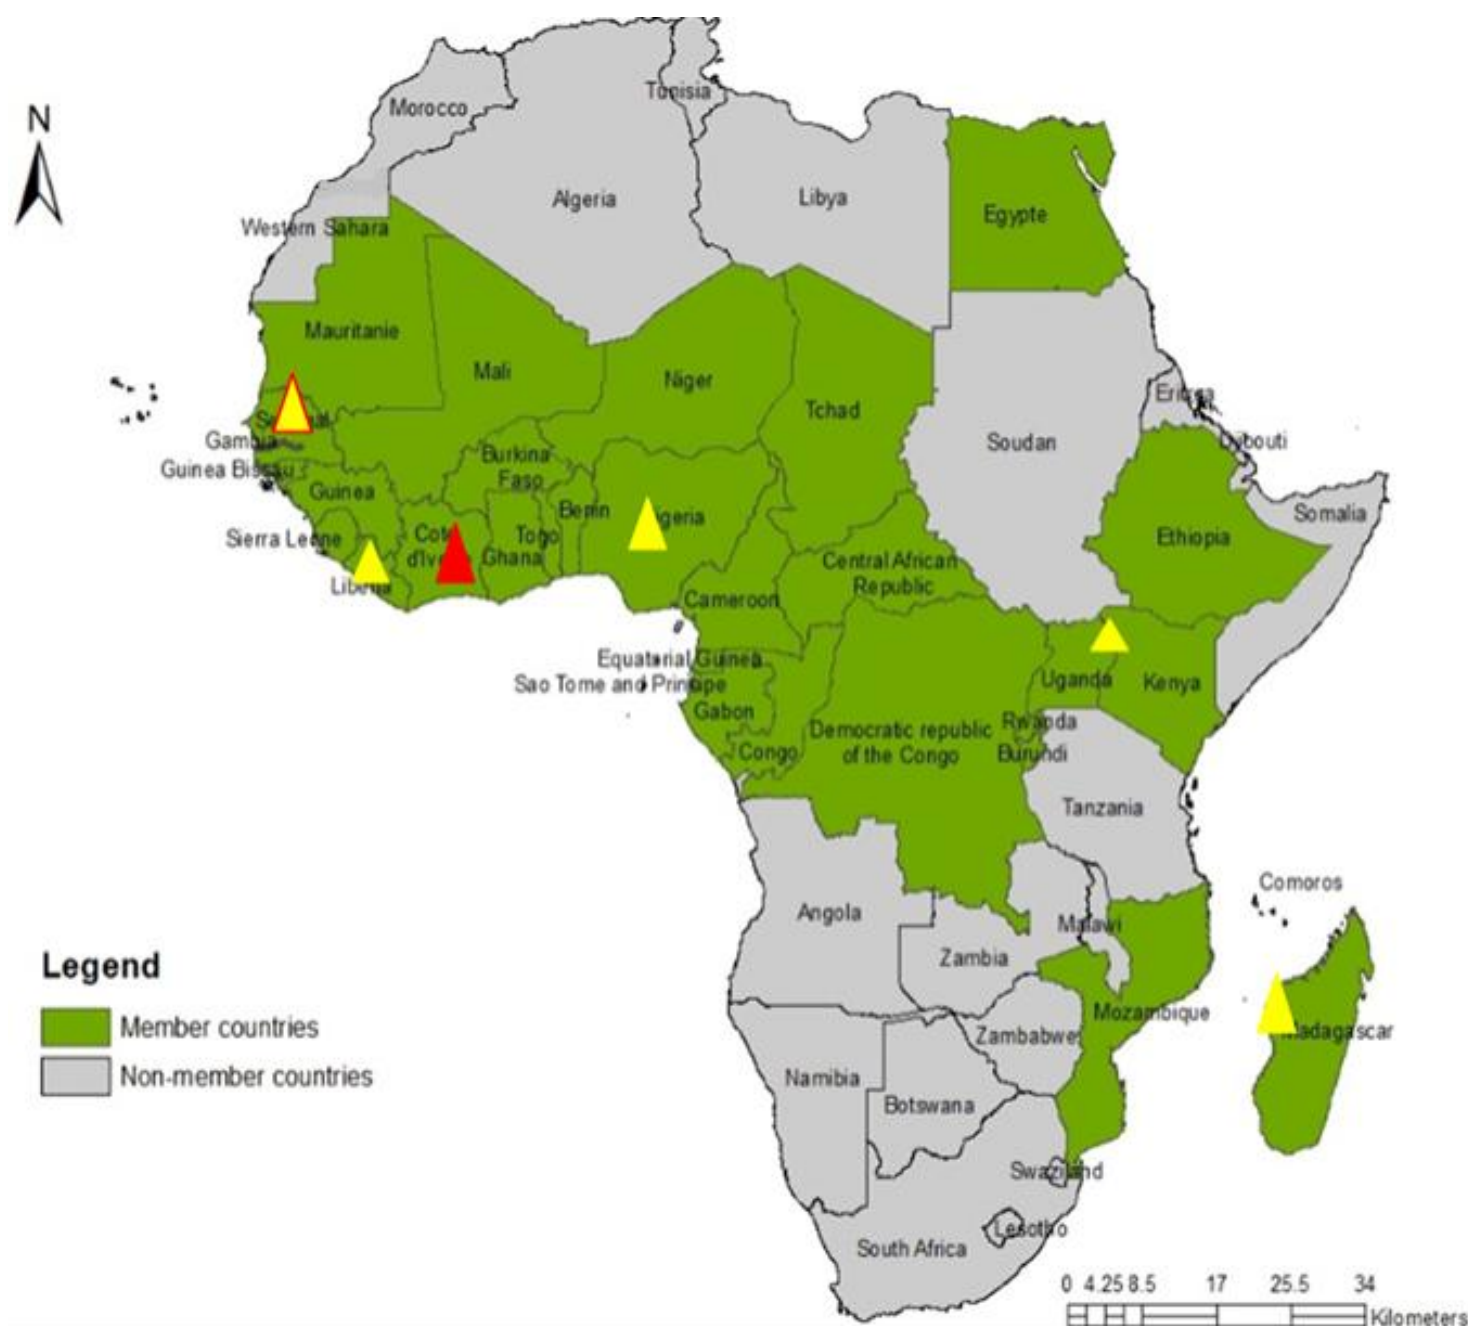 N
Tunisia
Morocco
Algeria
Libya
Egypte
Western Sahara
Mauritanie
Mali
Niger
Tchad
Soudan
Eritrea
Djbouti
Gambia
Guinea Bissau
Guinea
Burkina
Faso
Benin
Somalia
Sierra Leone
Togo
Ghana
Ethiopia
Central African
Republic
Liberia
Cameroon
Equatorial Guinea
Sao Tome and Principe
Uganda
Kenya
Gabon
Rwanda
Democratic republic
of the Congo
Congo
Burundi
Tanzania
Comoros
Angola
Malawi
Zambia
Mozambique
Zambabwe
Madagascar
Namibia
Botswana
Swaziland
Lesotho
South Africa
Legend
Member countries
Non-member countries
0 4.25 8.5 17 25.5 34
Kilometers